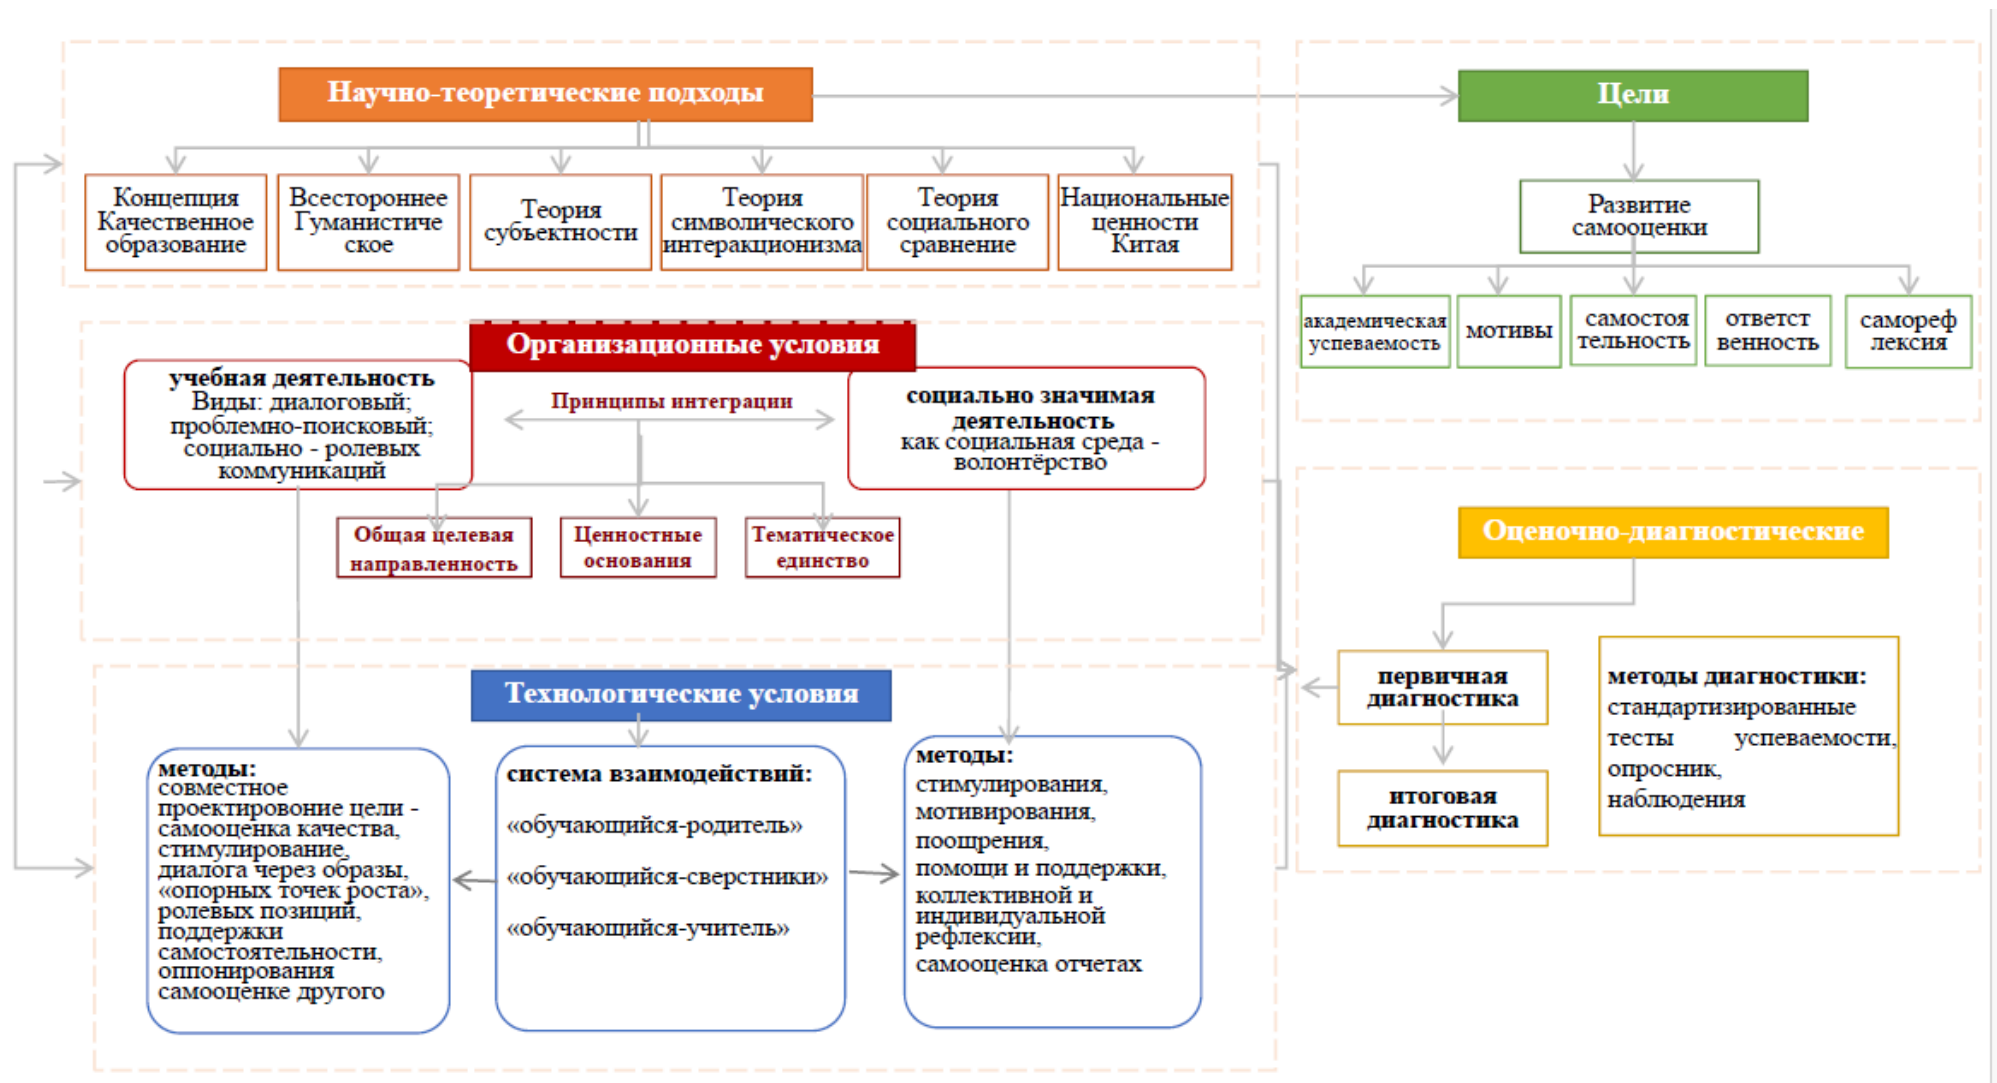 Научно-теоретические подходы
Концепция
Качественное
образование
Всестороннее
Гуманистиче
ское
Теория
субъектности
Теория
символического
интеракционизма
Теория
социального
сравнение
Национальные
ценности
Китая
Цели
Развитие
самооценки
академическая
успеваемость
мотивы
самостоя
тельность
ответст
венность
самореф
лексия
Организационные условия
учебная деятельность
Виды: диалоговый;
проблемно-поисковый;
социально - ролевых
коммуникаций
Принципы интеграции
социально значимая
деятельность
как социальная среда -
волонтёрство
Общая целевая
направленность
Ценностные
основания
Тематическое
единство
Оценочно-диагностические
первичная
диагностика
итоговая
диагностика
методы диагностики:
стандартизированные
тесты успеваемости,
опросник,
наблюдения
Технологические условия
методы:
совместное
проектировоние цели -
самооценка качества,
стимулирование,
диалога через образы,
«опорных точек роста»,
ролевых позиций,
поддержки
самостоятельности,
оппонирования
самооценке другого
система взаимодействий:
«обучающийся-родитель»
«обучающийся-сверстники»
«обучающийся-учитель»
методы:
стимулирования,
мотивирования,
поощрения,
помощи и поддержки,
коллективной и
индивидуальной
рефлексии,
самооценка отчетах